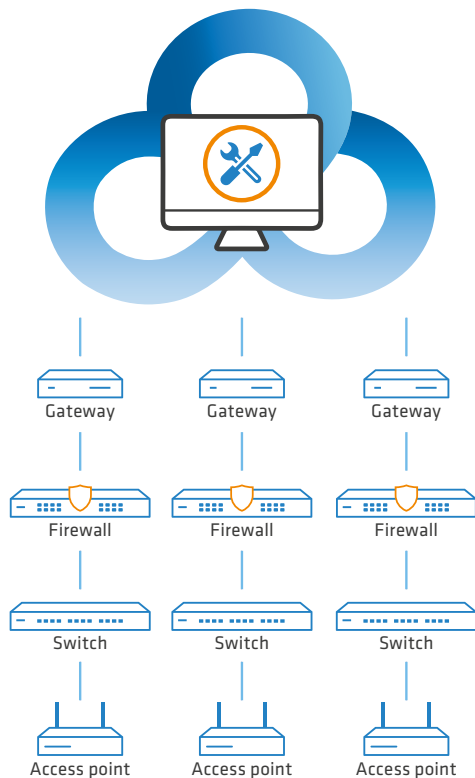 Gateway Gateway Gateway
Firewall Firewall Firewall
Switch Switch Switch
Access point Access point Access point